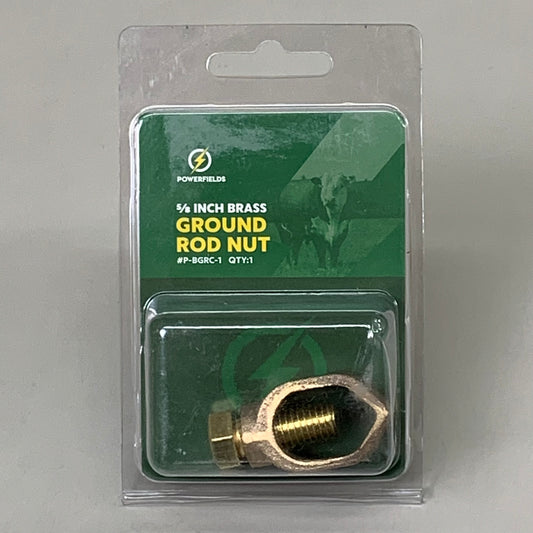 POWERFIELDS
5/8 INCH BRASS
GROUND
ROD NUT
#P-BGRC-1 QTY:1